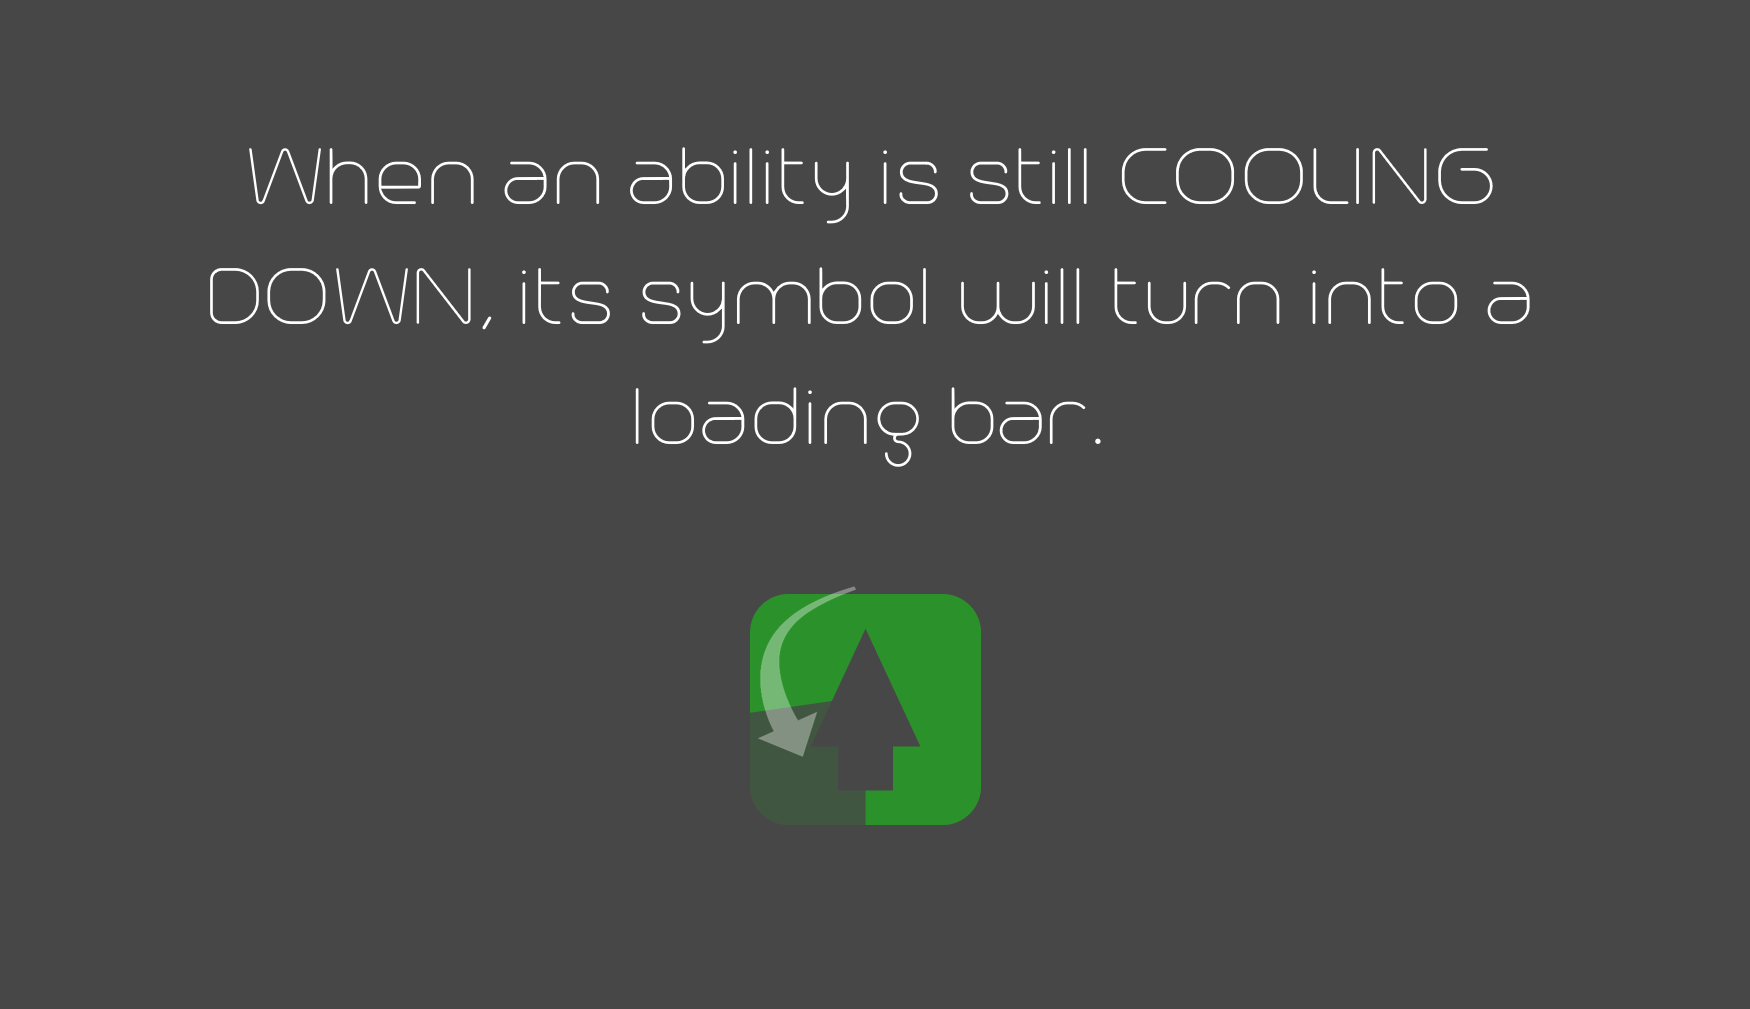 When an ability is still COOLING
DOWN, its symbol will turn into a
loading bar.